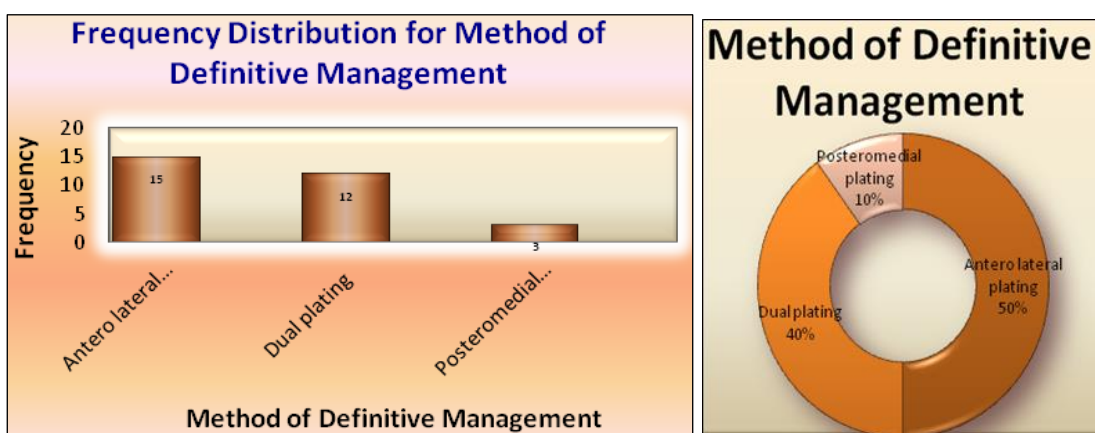 Frequency Distribution for Method of
Definitive Management
Frequency
20
15
10
5
0
15
12
3
Antero lateral...
Dual plating
Posteromedial...
Method of Definitive Management
Method of Definitive
Management
Posteromedial
plating
10%
Antero lateral
plating
50%
Dual plating
40%